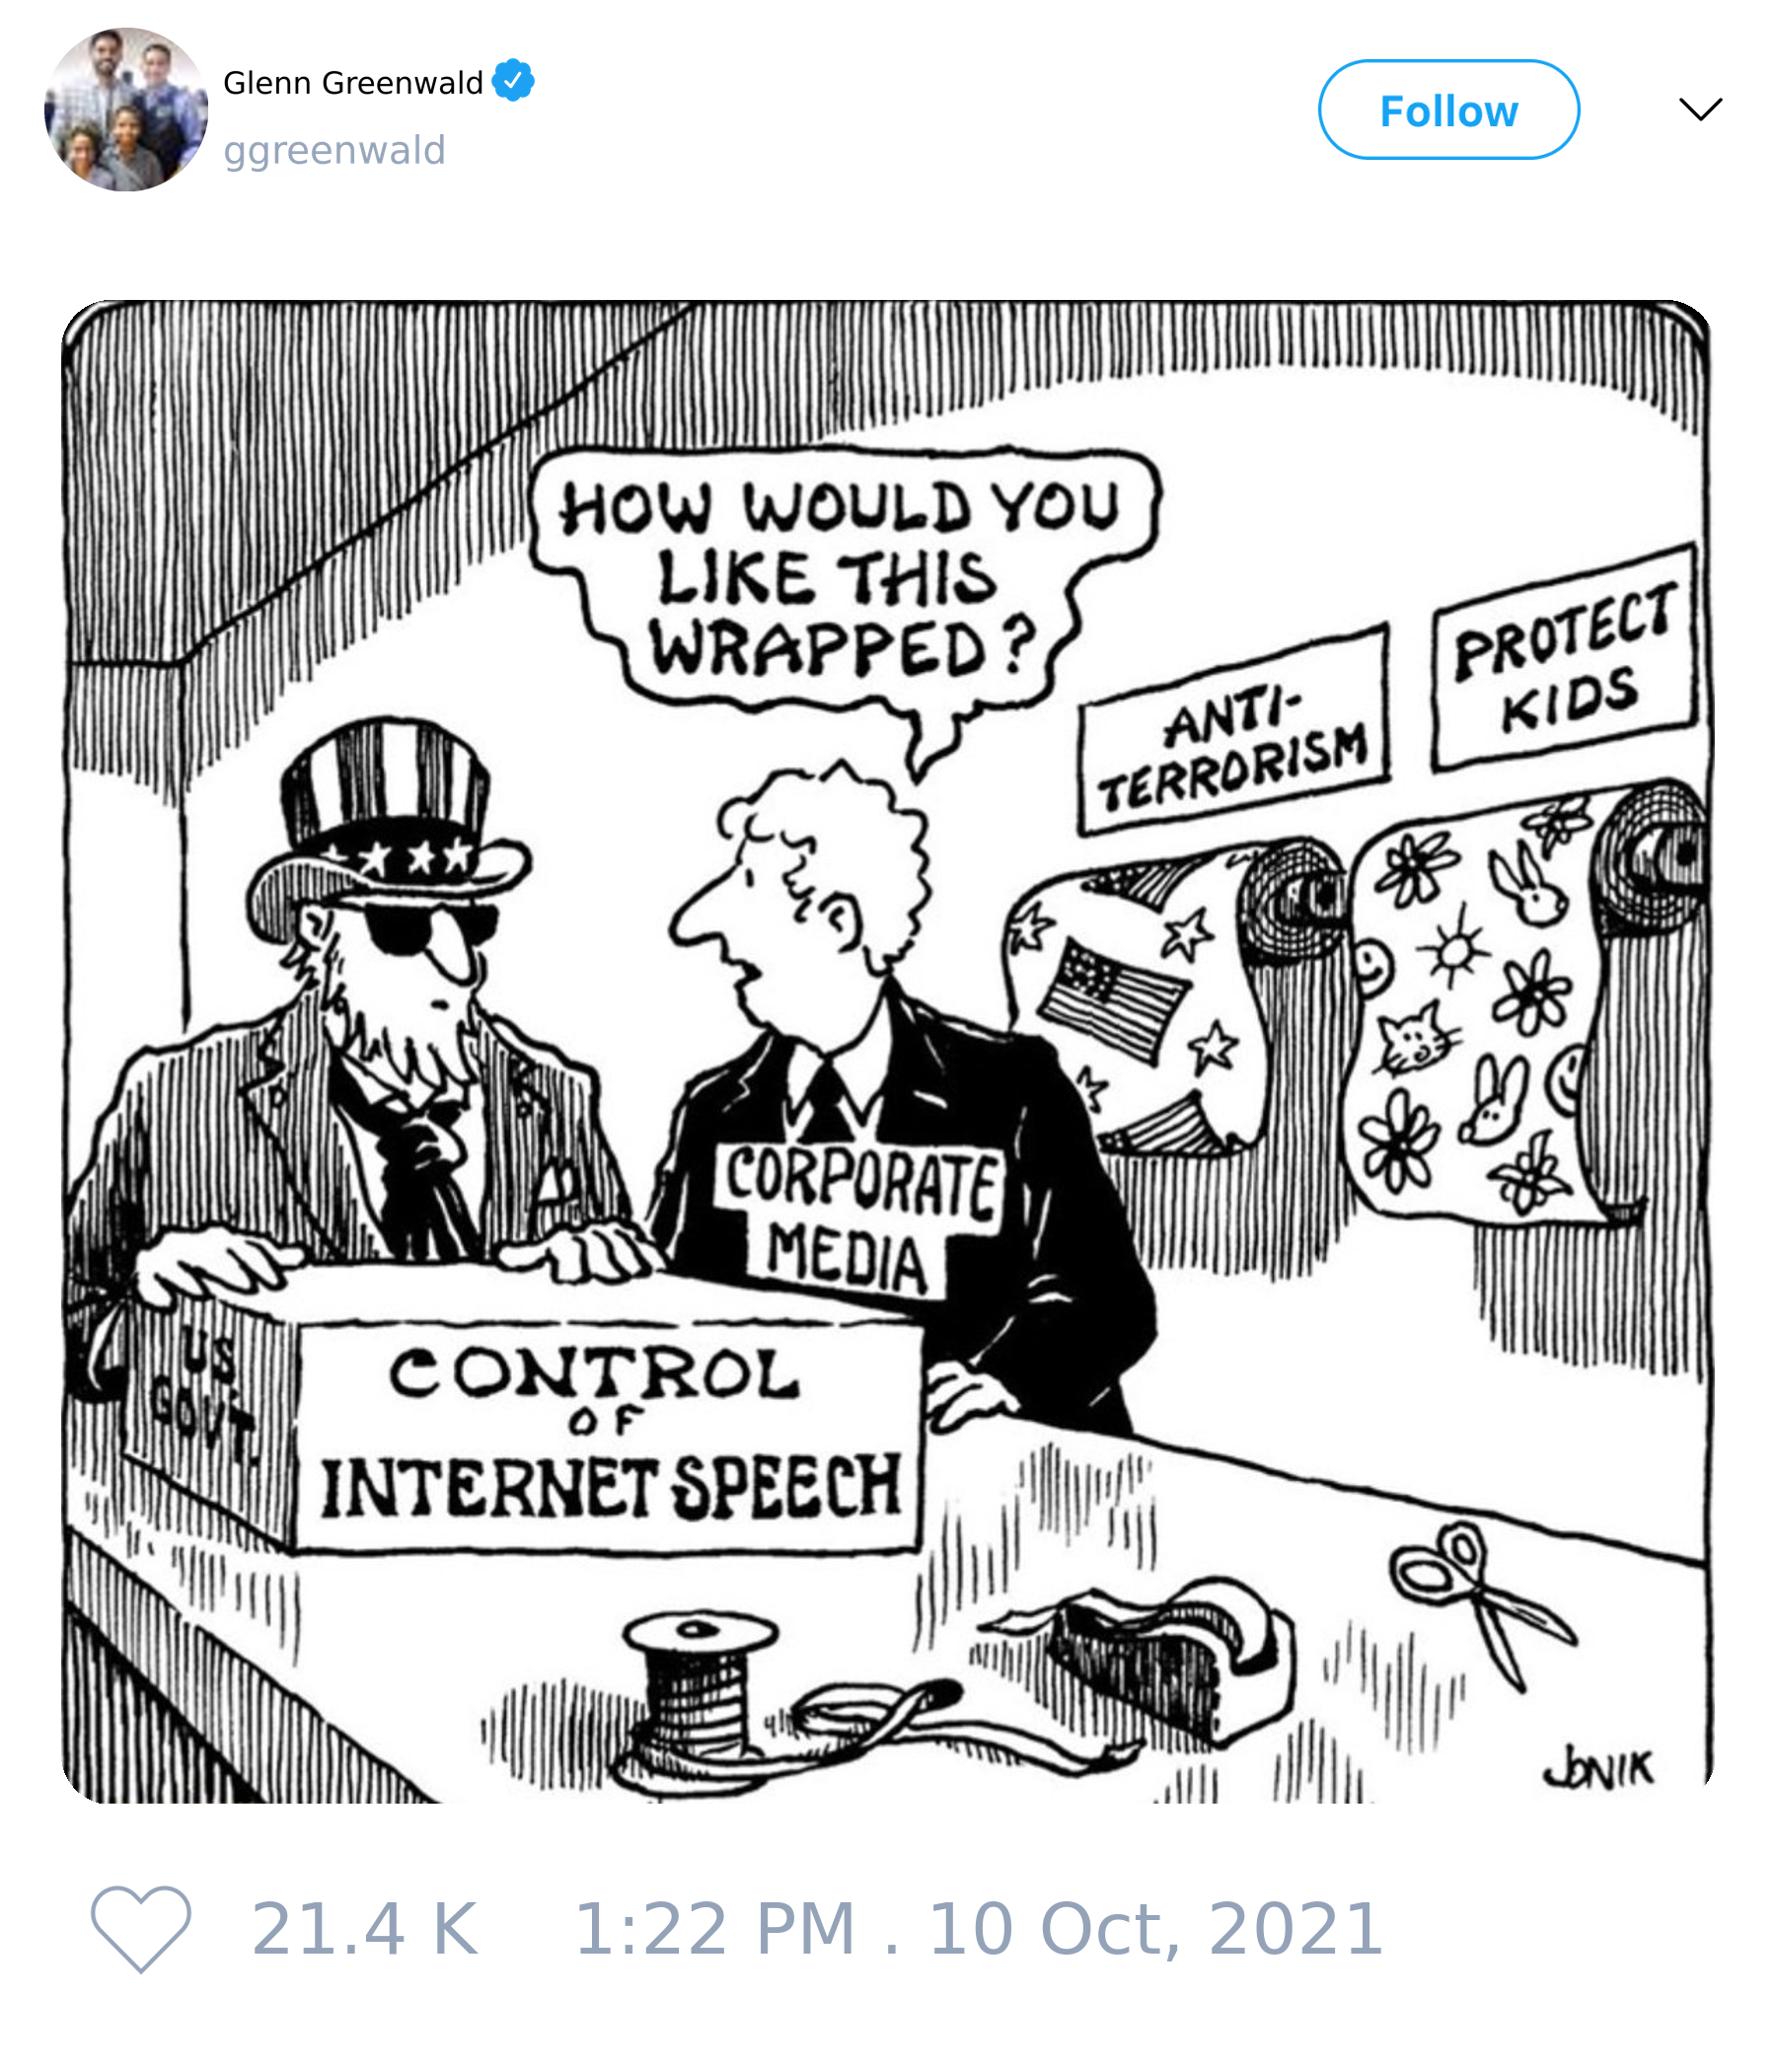 Glenn Greenwald
ggreenwald
Follow
HOW WOULD YOU
LIKE THIS
WRAPPED?
ANTI-
TERRORISM
PROTECT
KIDS
CORPORATE
MEDIA
US
GOVT.
CONTROL
OF
INTERNET SPEECH
JONIK
21.4 K 1:22 PM . 10 Oct, 2021